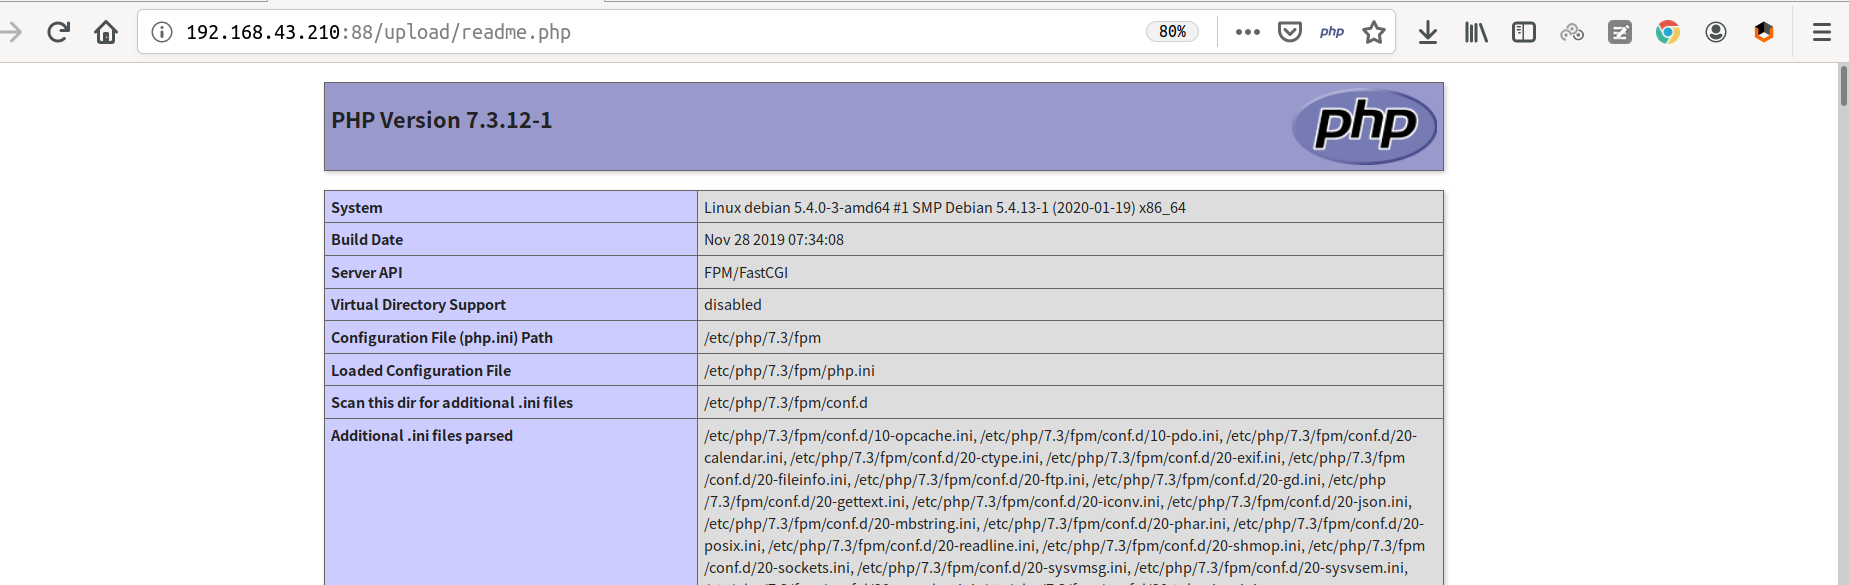 192.168.43.210:88/upload/readme.php 80% php
PHP Version 7.3.12-1 php
System Linux debian 5.4.0-3-amd64 #1 SMP Debian 5.4.13-1 (2020-01-19) x86_64
Build Date Nov 28 2019 07:34:08
Server API FPM/FastCGI
Virtual Directory Support disabled
Configuration File (php.ini) Path /etc/php/7.3/fpm
Loaded Configuration File /etc/php/7.3/fpm/php.ini
Scan this dir for additional .ini files /etc/php/7.3/fpm/conf.d
Additional .ini files parsed /etc/php/7.3/fpm/conf.d/10-opcache.ini, /etc/php/7.3/fpm/conf.d/10-pdo.ini, /etc/php/7.3/fpm/conf.d/20-
calendar.ini, /etc/php/7.3/fpm/conf.d/20-ctype.ini, /etc/php/7.3/fpm/conf.d/20-exif.ini, /etc/php/7.3/fpm
/conf.d/20-fileinfo.ini, /etc/php/7.3/fpm/conf.d/20-ftp.ini, /etc/php/7.3/fpm/conf.d/20-gd.ini, /etc/php
/7.3/fpm/conf.d/20-gettext.ini, /etc/php/7.3/fpm/conf.d/20-iconv.ini, /etc/php/7.3/fpm/conf.d/20-json.ini,
/etc/php/7.3/fpm/conf.d/20-mbstring.ini, /etc/php/7.3/fpm/conf.d/20-phar.ini, /etc/php/7.3/fpm/conf.d/20-
posix.ini, /etc/php/7.3/fpm/conf.d/20-readline.ini, /etc/php/7.3/fpm/conf.d/20-shmop.ini, /etc/php/7.3/fpm
/conf.d/20-sockets.ini, /etc/php/7.3/fpm/conf.d/20-sysvmsg.ini, /etc/php/7.3/fpm/conf.d/20-sysvsem.ini,